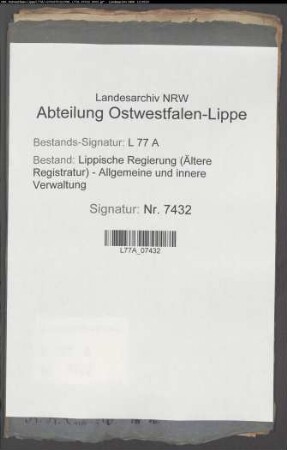 Landesarchiv NRW
Abteilung Ostwestfalen-Lippe
Bestands-Signatur: L 77 A
Bestand: Lippische Regierung (Ältere
Registratur) - Allgemeine und innere
Verwaltung
Signatur: Nr. 7432
L77A_07432